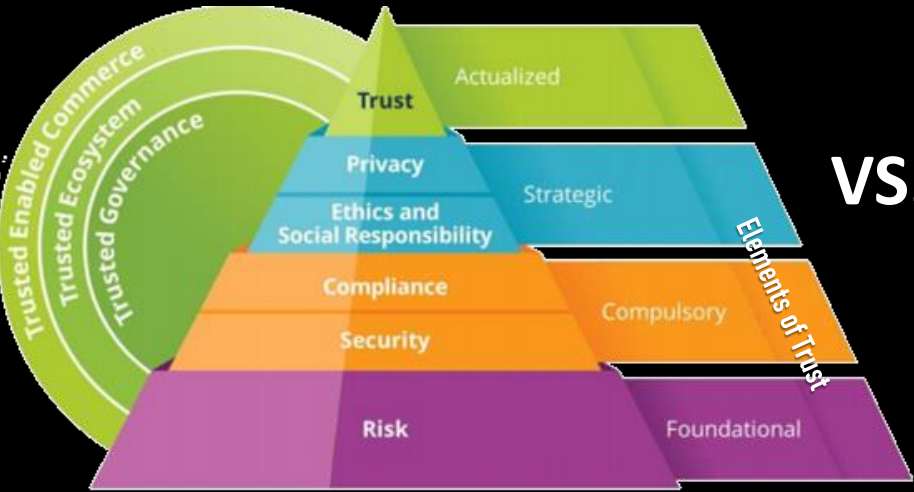 Trusted Enabled Commerce
Trusted Ecosystem
Trusted Governance
Trust
Actualized
Privacy
Ethics and
Social Responsibility
Strategic
Compliance
Security
Compulsory
Risk
Foundational
Elements of Trust
VS